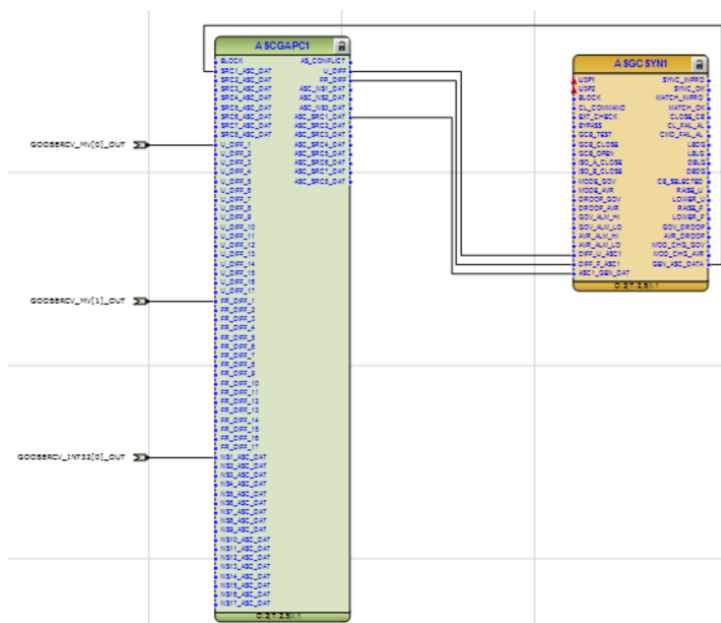 ASCGAPC1
BLOCK
SRC1_ASC_DAT
SRC2_ASC_DAT
SRC3_ASC_DAT
SRC4_ASC_DAT
SRC5_ASC_DAT
SRC6_ASC_DAT
SRC7_ASC_DAT
SRC8_ASC_DAT
U_DIFF_1
U_DIFF_2
U_DIFF_3
U_DIFF_4
U_DIFF_5
U_DIFF_6
U_DIFF_7
U_DIFF_8
U_DIFF_9
U_DIFF_10
U_DIFF_11
U_DIFF_12
U_DIFF_13
U_DIFF_14
U_DIFF_15
U_DIFF_16
U_DIFF_17
FR_DIFF_1
FR_DIFF_2
FR_DIFF_3
FR_DIFF_4
FR_DIFF_5
FR_DIFF_6
FR_DIFF_7
FR_DIFF_8
FR_DIFF_9
FR_DIFF_10
FR_DIFF_11
FR_DIFF_12
FR_DIFF_13
FR_DIFF_14
FR_DIFF_15
FR_DIFF_16
FR_DIFF_17
NS1_ASC_DAT
NS2_ASC_DAT
NS3_ASC_DAT
NS4_ASC_DAT
NS5_ASC_DAT
NS6_ASC_DAT
NS7_ASC_DAT
NS8_ASC_DAT
NS9_ASC_DAT
NS10_ASC_DAT
NS11_ASC_DAT
NS12_ASC_DAT
NS13_ASC_DAT
NS14_ASC_DAT
NS15_ASC_DAT
NS16_ASC_DAT
NS17_ASC_DAT
AS_CONFLICT
U_DIFF
FR_DIFF
ASC_NS1_DAT
ASC_NS2_DAT
ASC_NS3_DAT
ASC_SRC1_DAT
ASC_SRC2_DAT
ASC_SRC3_DAT
ASC_SRC4_DAT
ASC_SRC5_DAT
ASC_SRC6_DAT
ASC_SRC7_DAT
ASC_SRC8_DAT
GOOSERCV_MV[0]_OUT
GOOSERCV_MV[1]_OUT
GOOSERCV_INT32[0]_OUT
ASGCSYN1
U3P1
U3P2
BLOCK
CL_COMMAND
EXT_CHECK
BYPASS
GCB_TEST
GCB_CLOSE
GCB_OPEN
ISO_A_CLOSE
ISO_B_CLOSE
MODE_GOV
MODE_AVR
DROOP_GOV
DROOP_AVR
GOV_ALM_HI
GOV_ALM_LO
AVR_ALM_HI
AVR_ALM_LO
DIFF_U_ASC1
DIFF_F_ASC1
ASC1_GEN_DAT
SYNC_INPRO
SYNC_OK
MATCH_INPRO
MATCH_OK
CLOSE_CB
CL_FAIL_AL
CMD_FAIL_AL
LBDG
LBLG
DBLG
DBDG
CB_SELECTED
RAISE_U
LOWER_U
RAISE_F
LOWER_F
GOV_DROOP
AVR_DROOP
MOD_CHG_GOV
MOD_CHG_AVR
GEN_ASC_DATA